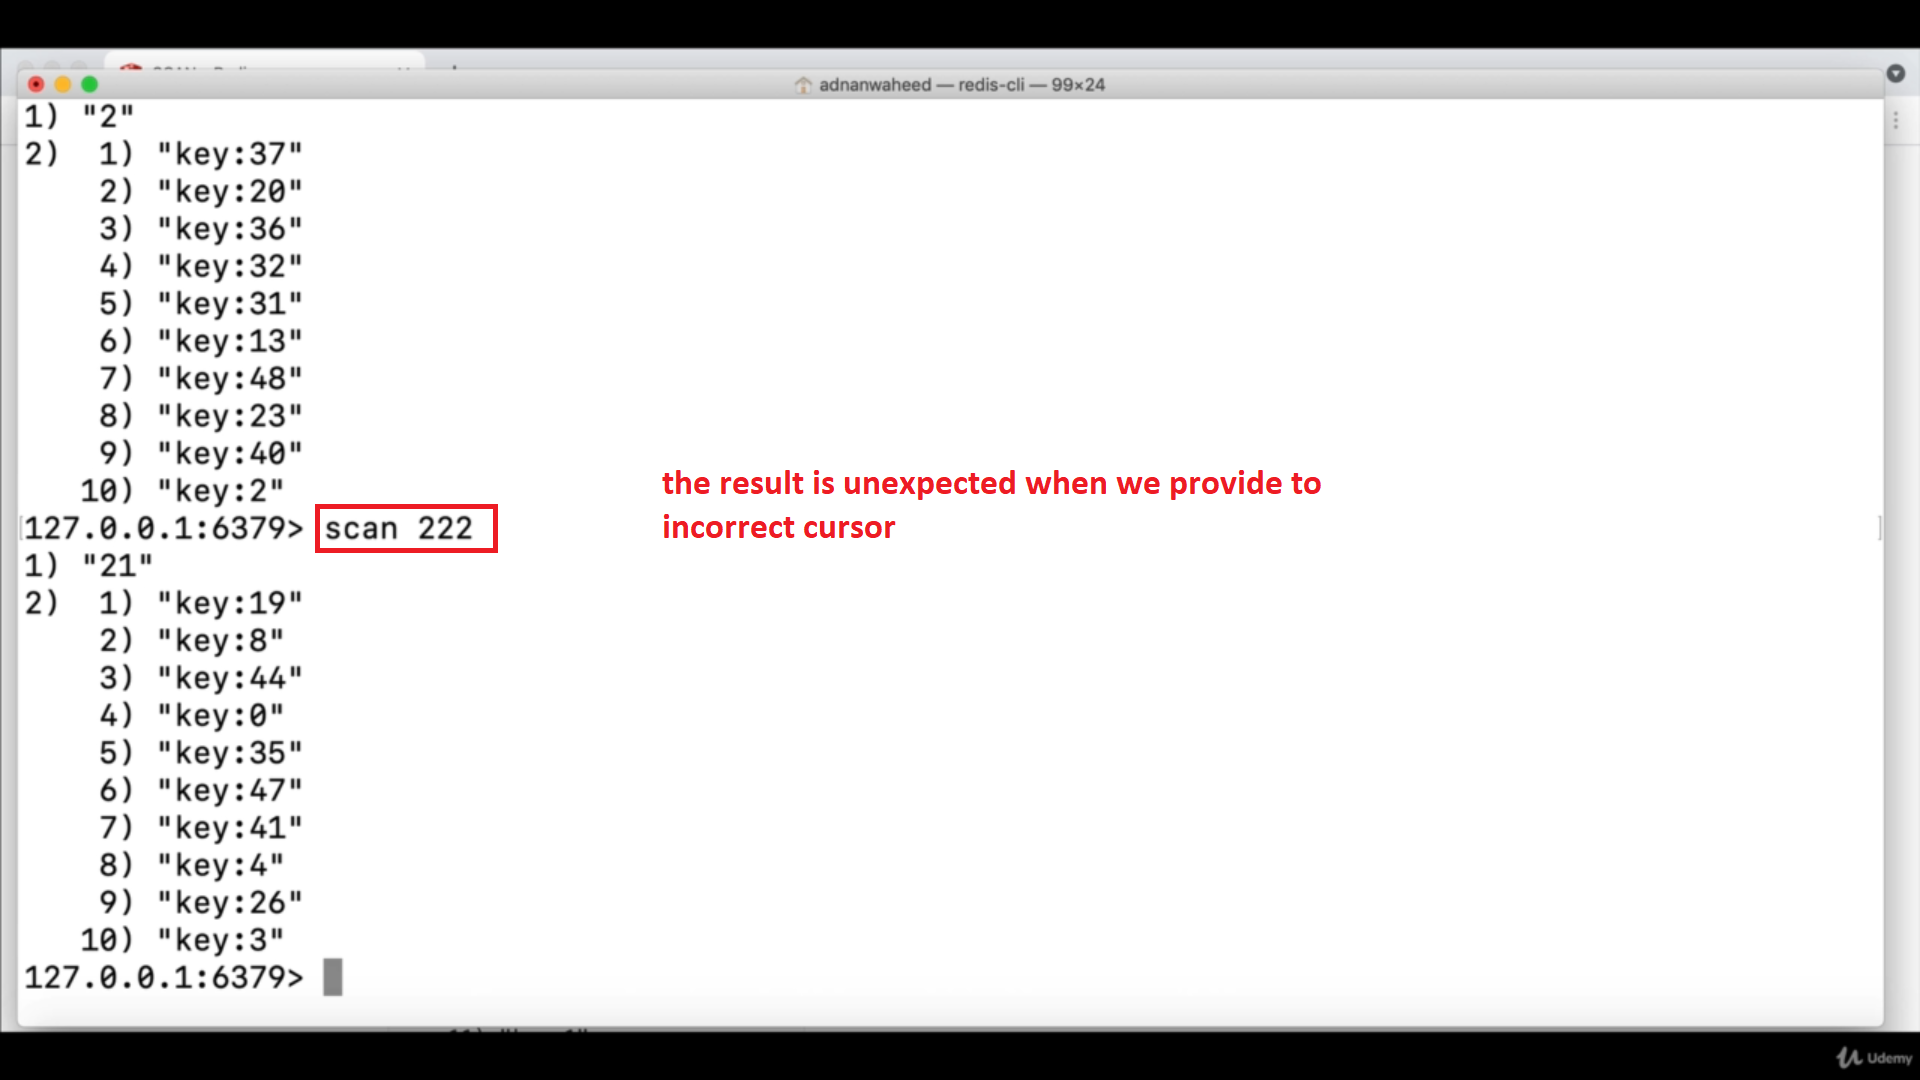 adnanwaheed — redis-cli — 99×24
1) "2"
2) 1) "key:37"
2) "key:20"
3) "key:36"
4) "key:32"
5) "key:31"
6) "key:13"
7) "key:48"
8) "key:23"
9) "key:40"
10) "key:2"
127.0.0.1:6379> scan 222
the result is unexpected when we provide to
incorrect cursor
1) "21"
2) 1) "key:19"
2) "key:8"
3) "key:44"
4) "key:0"
5) "key:35"
6) "key:47"
7) "key:41"
8) "key:4"
9) "key:26"
10) "key:3"
127.0.0.1:6379>
Udemy